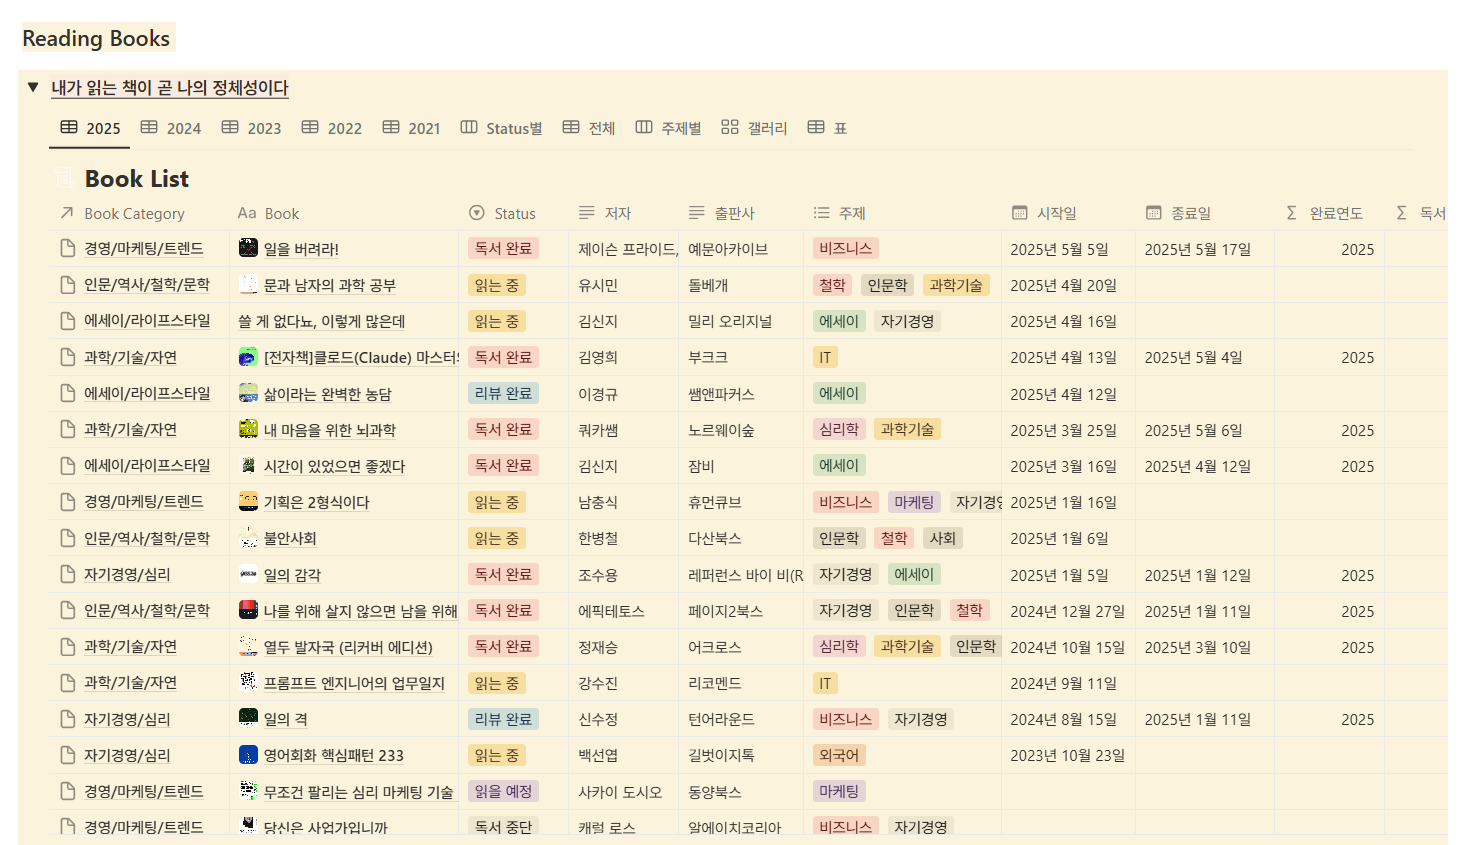 Reading Books
내가 읽는 책이 곧 나의 정체성이다
2025 2024 2023 2022 2021 Status별 전체 주제별 갤러리 표
Book List
Book Category Aa Book Status 저자 출판사 주제 시작일 종료일 Σ 완료연도 Σ 독서
경영/마케팅/트렌드 일을 버려라! 독서 완료 제이슨 프라이드, 예문아카이브 비즈니스 2025년 5월 5일 2025년 5월 17일 2025
인문/역사/철학/문학 문과 남자의 과학 공부 읽는 중 유시민 돌베개 철학 인문학 과학기술 2025년 4월 20일
에세이/라이프스타일 쓸 게 없다뇨, 이렇게 많은데 읽는 중 김신지 밀리 오리지널 에세이 자기경영 2025년 4월 16일
과학/기술/자연 [전자책]클로드(Claude) 마스터 독서 완료 김영희 부크크 IT 2025년 4월 13일 2025년 5월 4일 2025
에세이/라이프스타일 삶이라는 완벽한 농담 리뷰 완료 이경규 쌤앤파커스 에세이 2025년 4월 12일
과학/기술/자연 내 마음을 위한 뇌과학 독서 완료 쿼카쌤 노르웨이숲 심리학 과학기술 2025년 3월 25일 2025년 5월 6일 2025
에세이/라이프스타일 시간이 있었으면 좋겠다 독서 완료 김신지 잠비 에세이 2025년 3월 16일 2025년 4월 12일 2025
경영/마케팅/트렌드 기획은 2형식이다 읽는 중 남충식 휴먼큐브 비즈니스 마케팅 자기경 2025년 1월 16일
인문/역사/철학/문학 불안사회 읽는 중 한병철 다산북스 인문학 철학 사회 2025년 1월 6일
자기경영/심리 일의 감각 독서 완료 조수용 레퍼런스 바이 비(R 자기경영 에세이 2025년 1월 5일 2025년 1월 12일 2025
인문/역사/철학/문학 나를 위해 살지 않으면 남을 위해 독서 완료 에픽테토스 페이지2북스 자기경영 인문학 철학 2024년 12월 27일 2025년 1월 11일 2025
과학/기술/자연 열두 발자국 (리커버 에디션) 독서 완료 정재승 어크로스 심리학 과학기술 인문학 2024년 10월 15일 2025년 3월 10일 2025
과학/기술/자연 프롬프트 엔지니어의 업무일지 읽는 중 강수진 리코멘드 IT 2024년 9월 11일
자기경영/심리 일의 격 리뷰 완료 신수정 턴어라운드 비즈니스 자기경영 2024년 8월 15일 2025년 1월 11일 2025
자기경영/심리 영어회화 핵심패턴 233 읽는 중 백선엽 길벗이지톡 외국어 2023년 10월 23일
경영/마케팅/트렌드 무조건 팔리는 심리 마케팅 기술 읽을 예정 사카이 도시오 동양북스 마케팅
경영/마케팅/트렌드 당신은 사업가입니까 독서 중단 캐럴 로스 알에이치코리아 비즈니스 자기경영